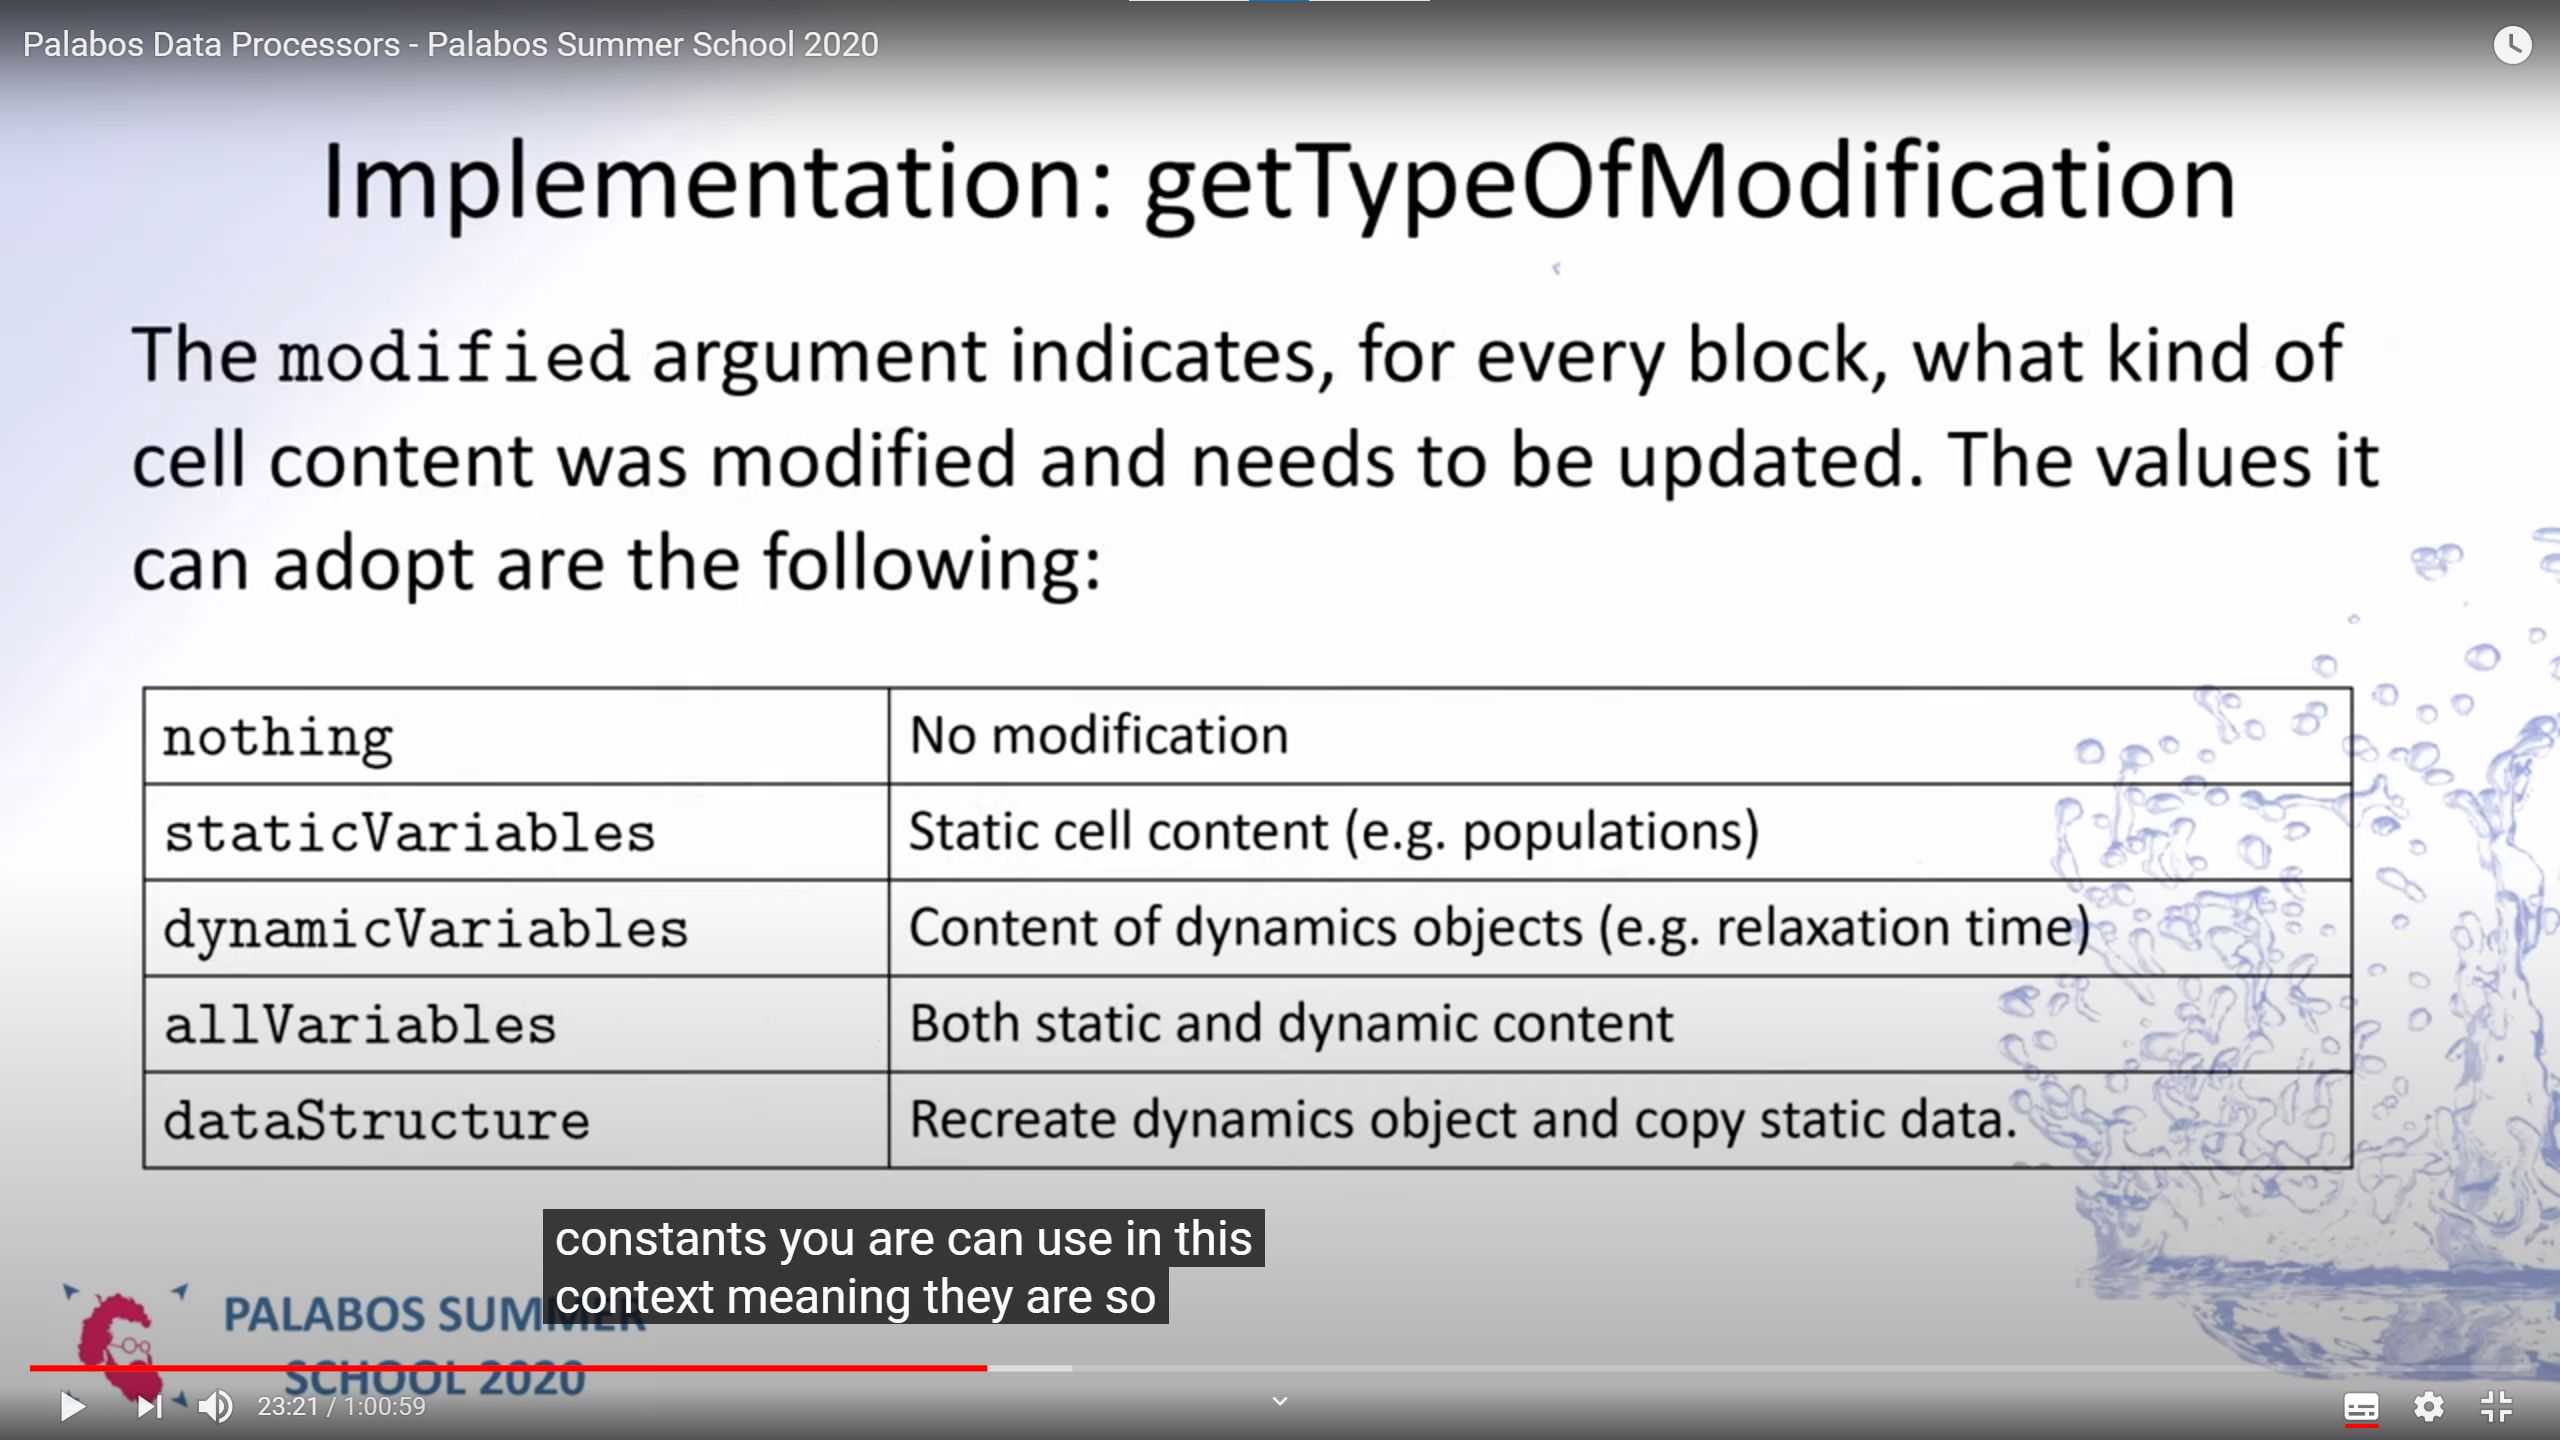 Palabos Data Processors - Palabos Summer School 2020
Implementation: getTypeOfModification
The modified argument indicates, for every block, what kind of
cell content was modified and needs to be updated. The values it
can adopt are the following:
nothing No modification
staticVariables Static cell content (e.g. populations)
dynamicVariables Content of dynamics objects (e.g. relaxation time)
allVariables Both static and dynamic content
dataStructure Recreate dynamics object and copy static data.
constants you are can use in this
context meaning they are so
PALABOS SUMMER
SCHOOL 2020
23:21 / 1:00:59